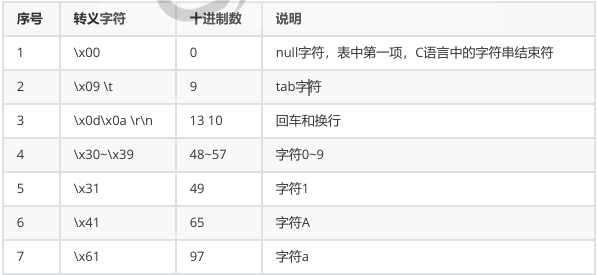 序号 转义字符 十进制数 说明
1 \x00 0 null字符，表中第一项，C语言中的字符串结束符
2 \x09 \t 9 tab字符
3 \x0d\x0a \r\n 13 10 回车和换行
4 \x30~\x39 48~57 字符0~9
5 \x31 49 字符1
6 \x41 65 字符A
7 \x61 97 字符a